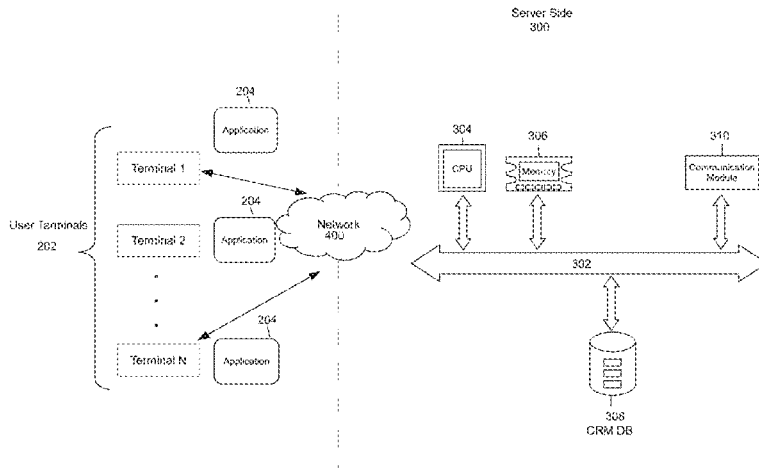 Server Side
300
204
Application
304
CPU
306
Memory
310
Communication
Module
Terminal 1
204
User Terminals
202
Terminal 2
Application
Network
400
302
204
Terminal N
Application
308
CRM DB